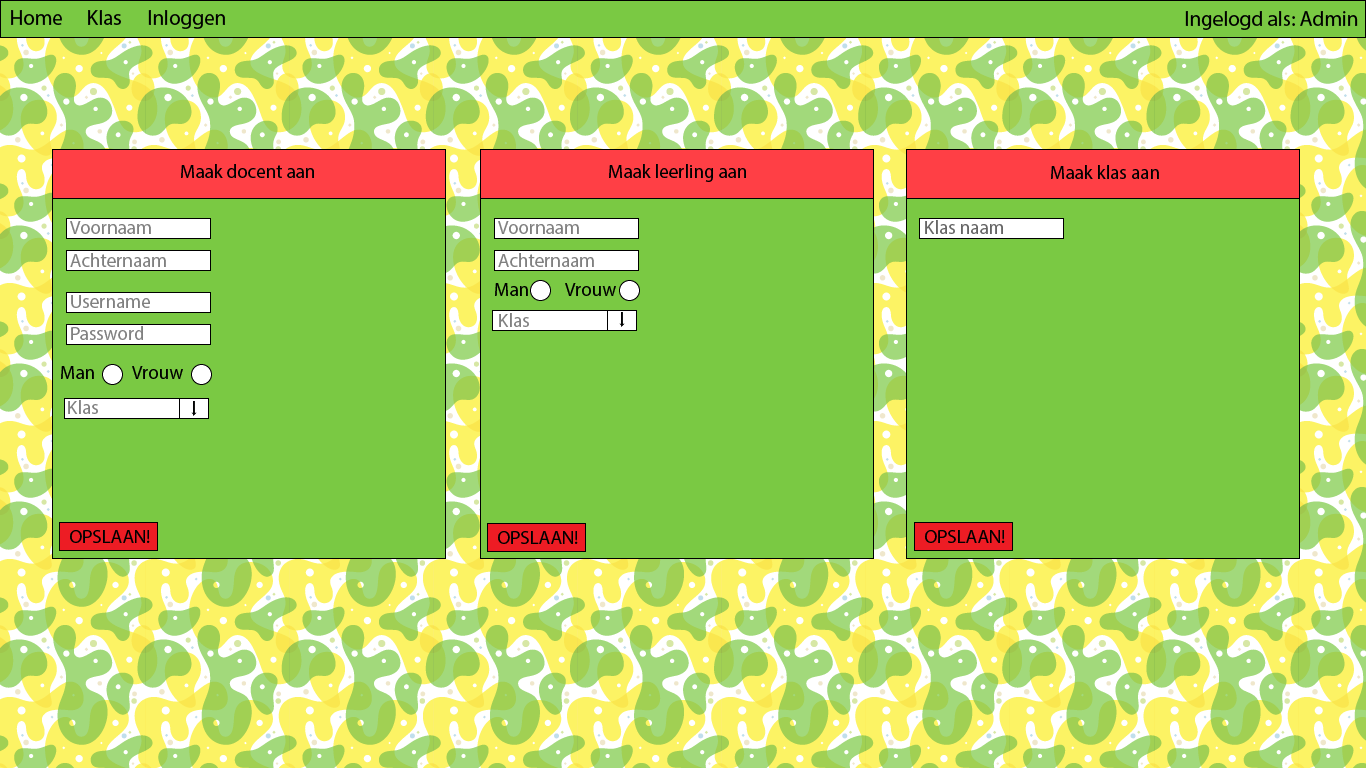 Home Klas Inloggen Ingelogd als: Admin
Maak docent aan
Voornaam
Achternaam
Username
Password
Man Vrouw
Klas
OPSLAAN!
Maak leerling aan
Voornaam
Achternaam
Man Vrouw
Klas
OPSLAAN!
Maak klas aan
Klas naam
OPSLAAN!